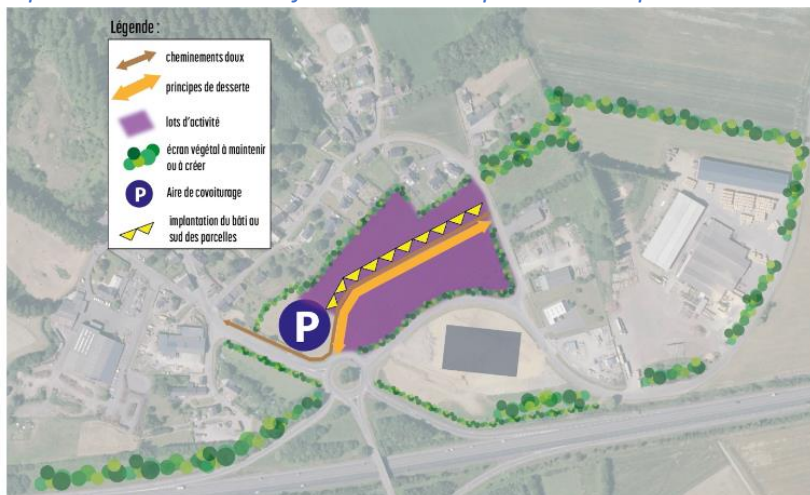 Légende :
cheminements doux
principes de desserte
lots d'activité
écran végétal à maintenir
ou à créer
P
Aire de covoiturage
implantation du bâti au
sud des parcelles
P